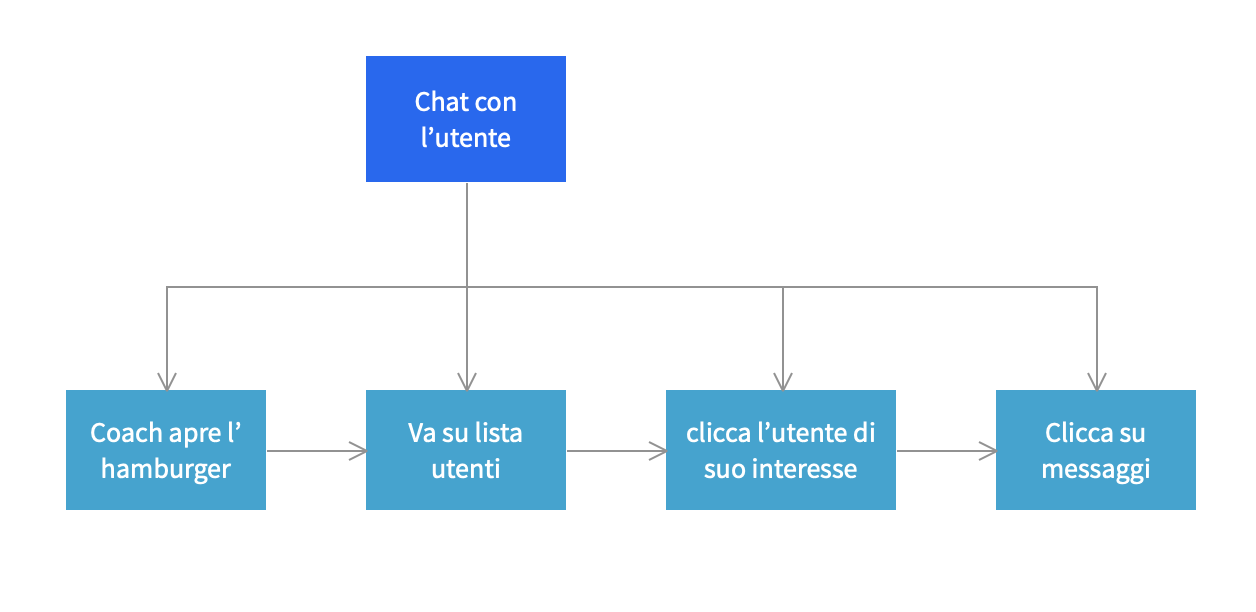 Chat con
l’utente
Coach apre l’
hamburger
Va su lista
utenti
clicca l’utente di
suo interesse
Clicca su
messaggi